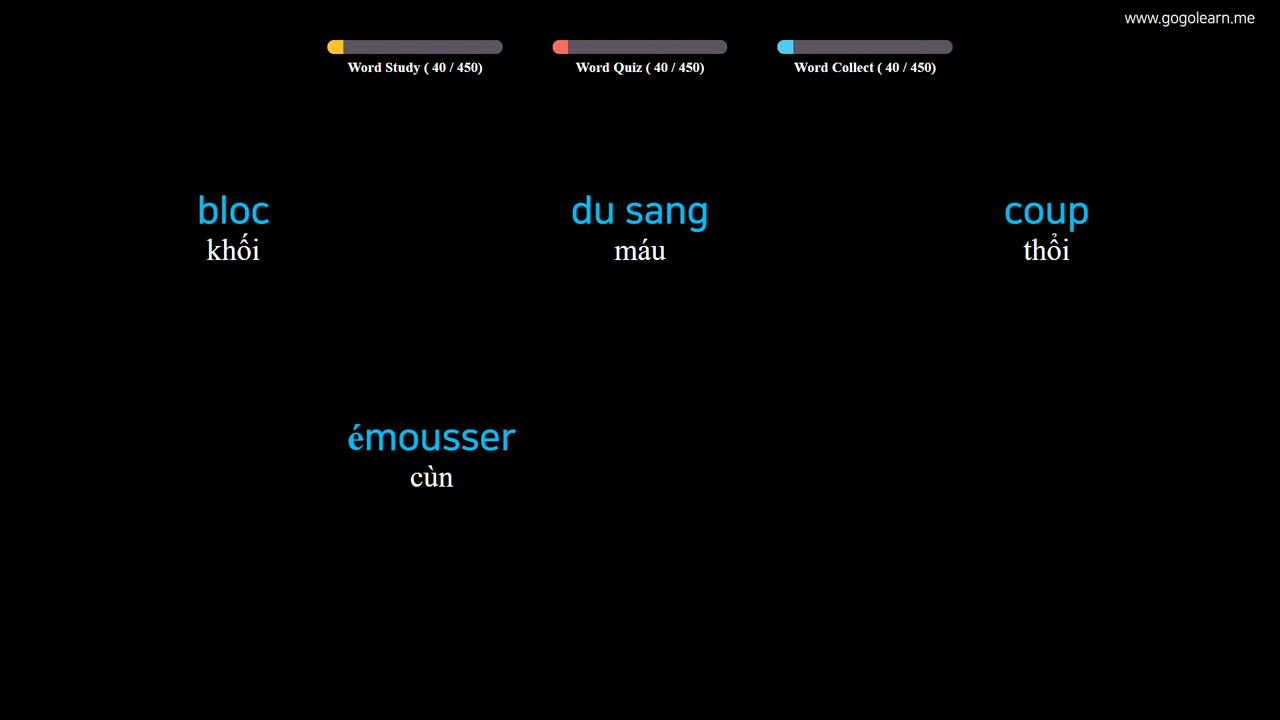 www.gogolearn.me
Word Study ( 40 / 450)
Word Quiz ( 40 / 450)
Word Collect ( 40 / 450)
bloc
khối
du sang
máu
coup
thổi
émousser
cùn